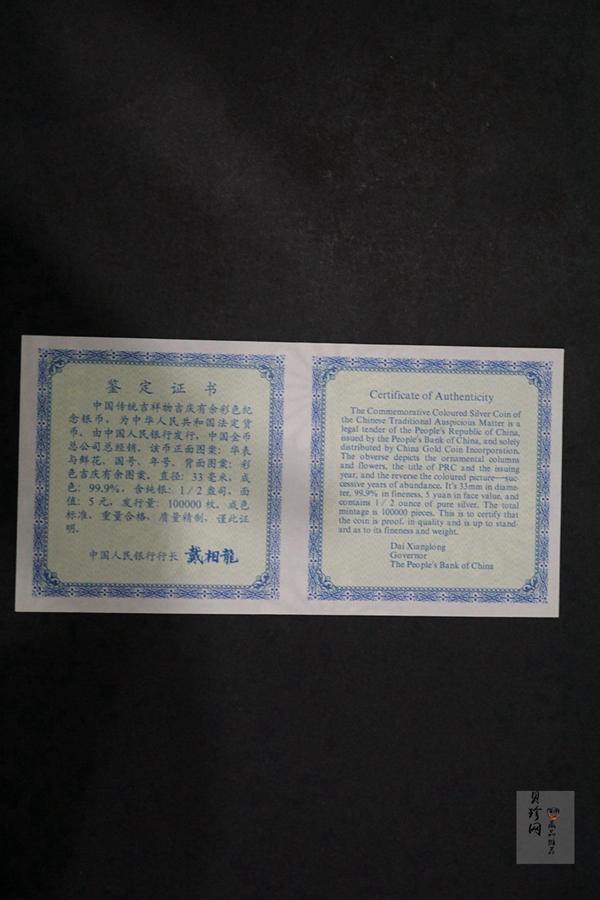 鉴定证书
中国传统吉祥物吉庆有余彩色纪
念银币，为中华人民共和国法定货
币，由中国人民银行发行，中国金币
总公司总经销。该币正面图案：华表
与鲜花、国号、年号，背面图案：彩
色吉庆有余图案，直径：33毫米，成
色：99.9%，含纯银：1/2盎司，面
值：5元，发行量：100000枚，成色
标准，重量合格，质量精制，谨此证
明。
中国人民银行行长 戴相龍
Certificate of Authenticity
The Commemorative Coloured Silver Coin of
the Chinese Traditional Auspicious Matter is a
legal tender of the People's Republic of China,
issued by the People's Bank of China, and solely
distributed by China Gold Coin Incorporation.
The obverse depicts the ornamental columns
and flowers, the title of PRC and the issuing
year, and the reverse the coloured picture—suc-
cessive years of abundance. It's 33mm in diame-
ter, 99.9% in fineness, 5 yuan in face value, and
contains 1/2 ounce of pure silver. The total
mintage is 100000 pieces. This is to certify that
the coin is proof, in quality and is up to stand-
ard as to its fineness and weight.
Dai Xianglong
Governor
The People's Bank of China
贝珍网